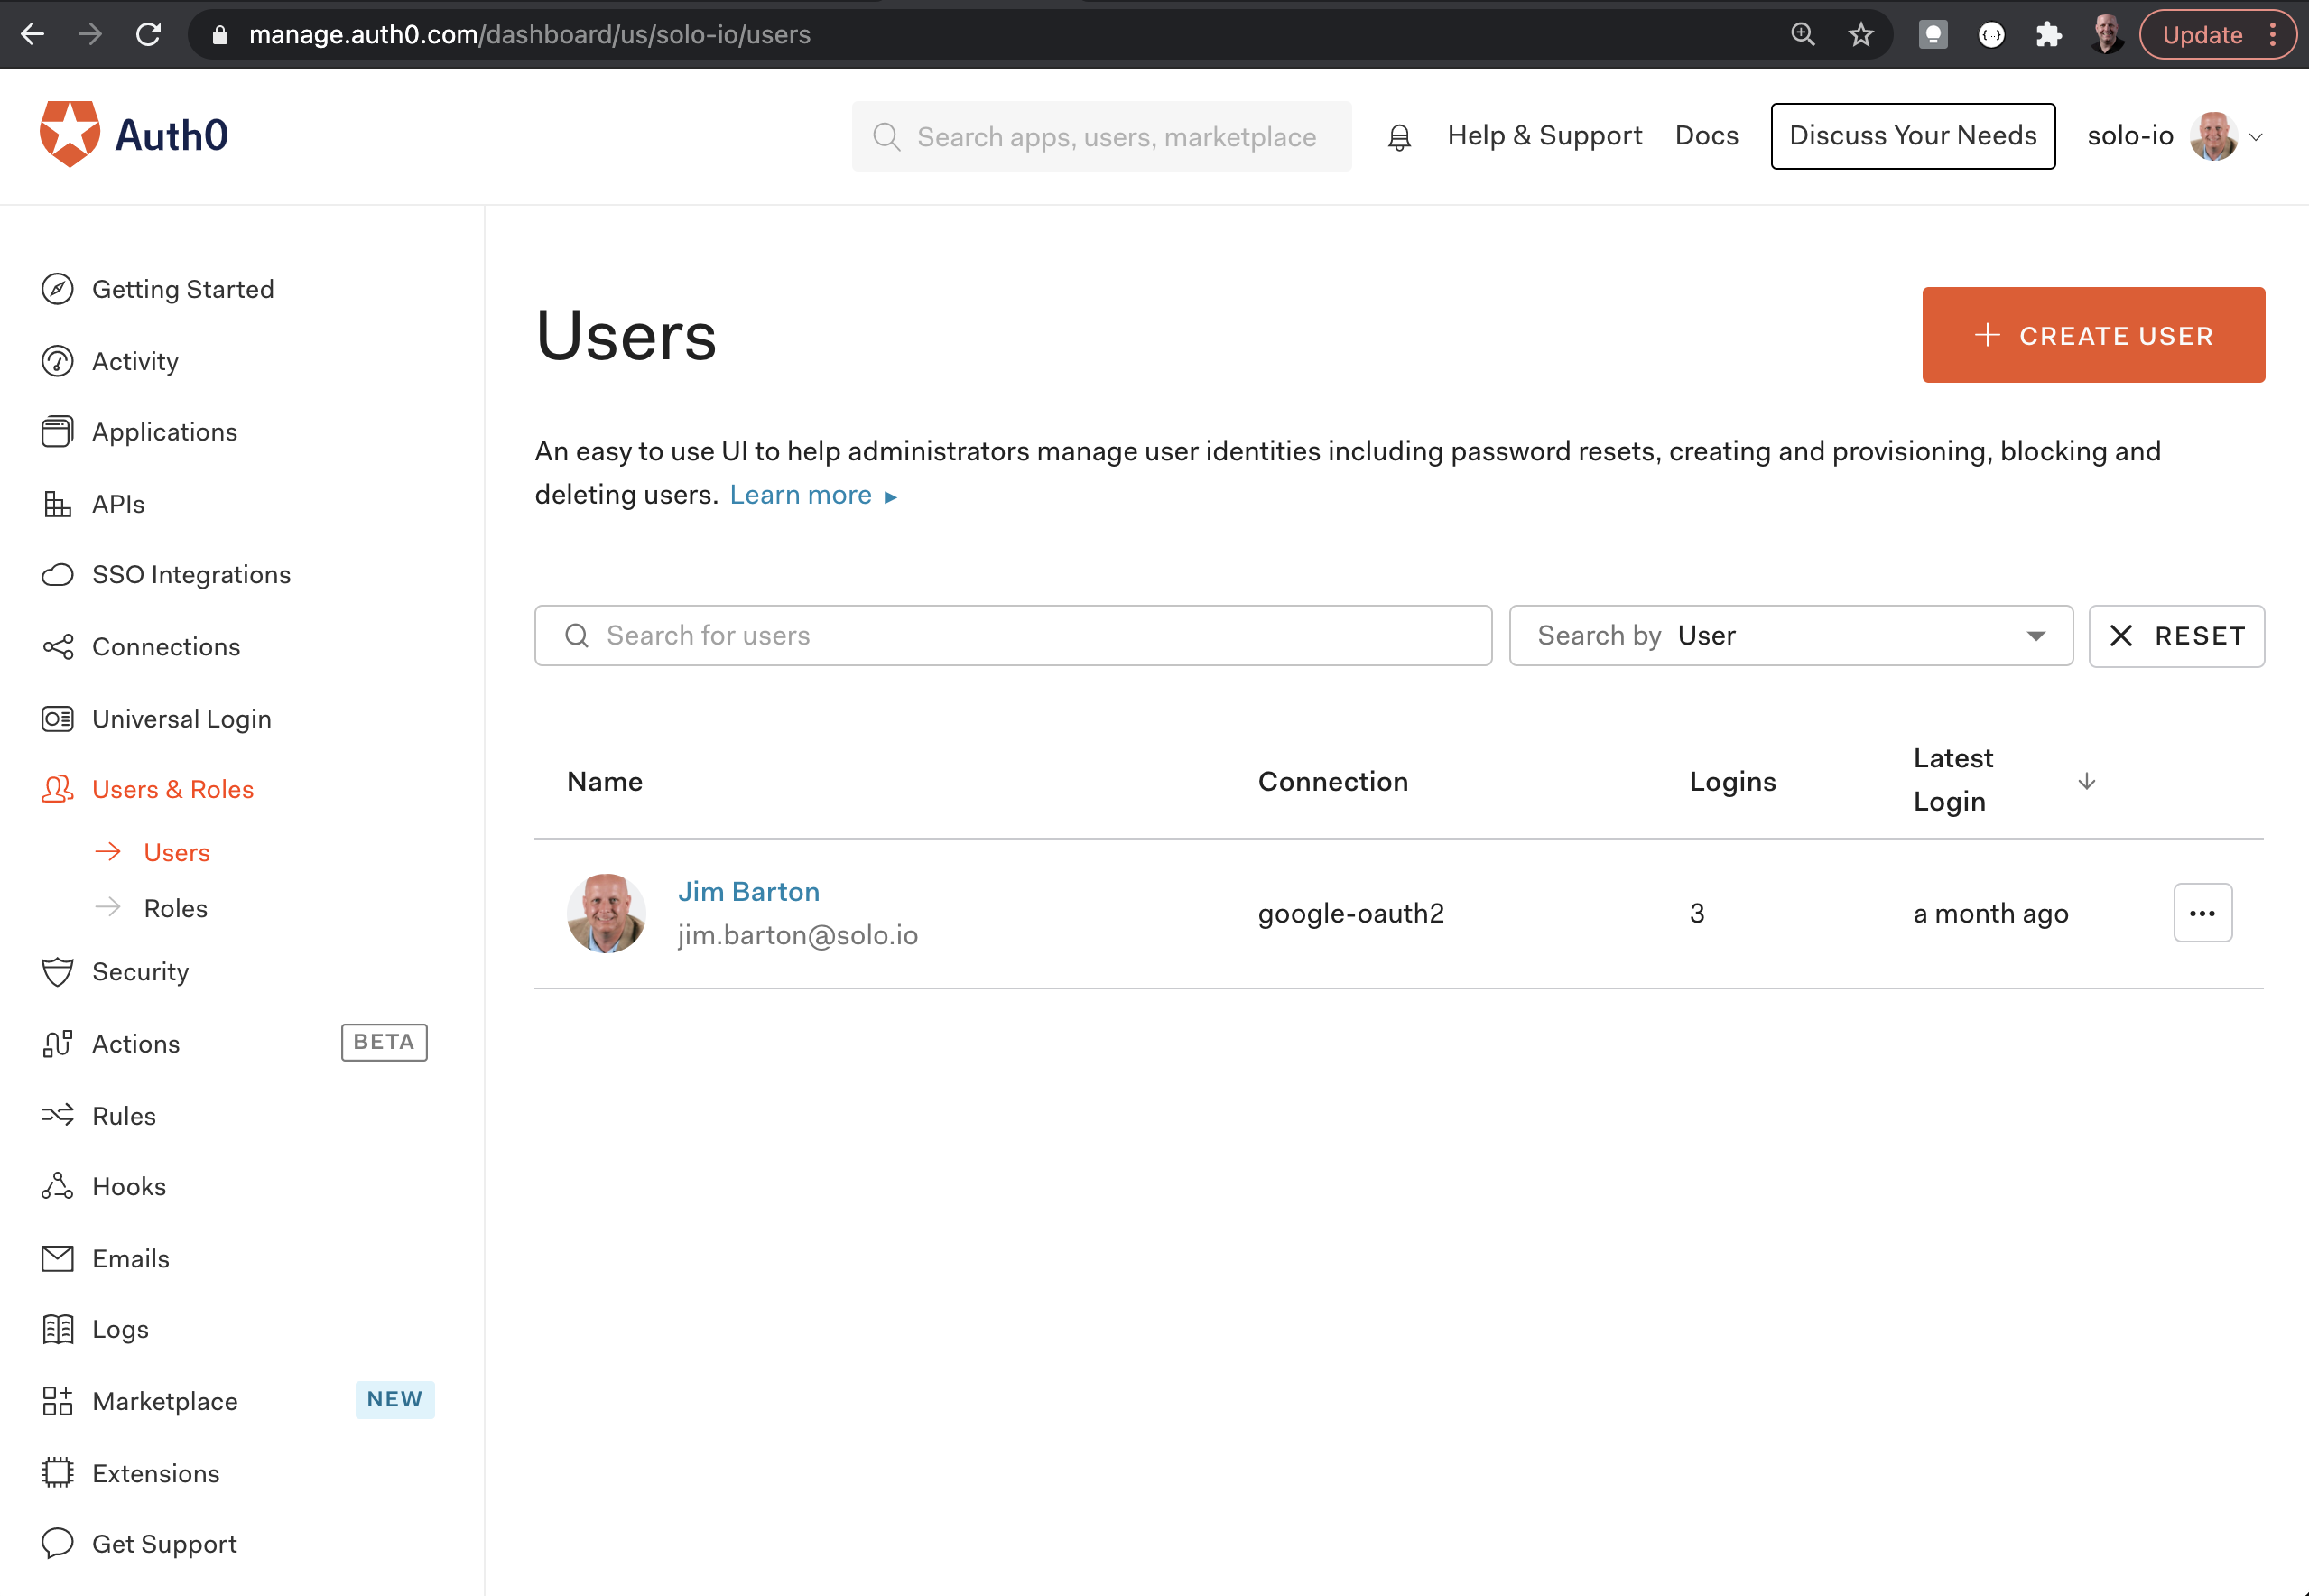 manage.auth0.com/dashboard/us/solo-io/users
Update
Auth0
Search apps, users, marketplace
Help & Support
Docs
Discuss Your Needs
solo-io
Getting Started
Activity
Applications
APIs
SSO Integrations
Connections
Universal Login
Users & Roles
Users
Roles
Security
Actions
BETA
Rules
Hooks
Emails
Logs
Marketplace
NEW
Extensions
Get Support
Users
+ CREATE USER
An easy to use UI to help administrators manage user identities including password resets, creating and provisioning, blocking and
deleting users. Learn more ▸
Search for users
Search by User
RESET
Name
Connection
Logins
Latest
Login
Jim Barton
jim.barton@solo.io
google-oauth2
3
a month ago